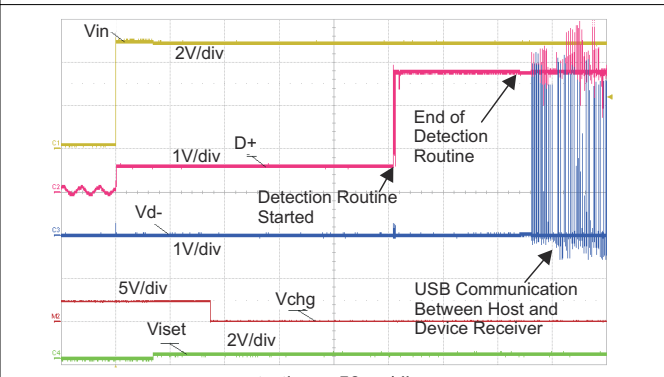 Vin
2V/div
C1
D+
1V/div
C2
Detection Routine
Started
End of
Detection
Routine
Vd-
C3
1V/div
5V/div
Vchg
M2
USB Communication
Between Host and
Device Receiver
Viset
2V/div
C4